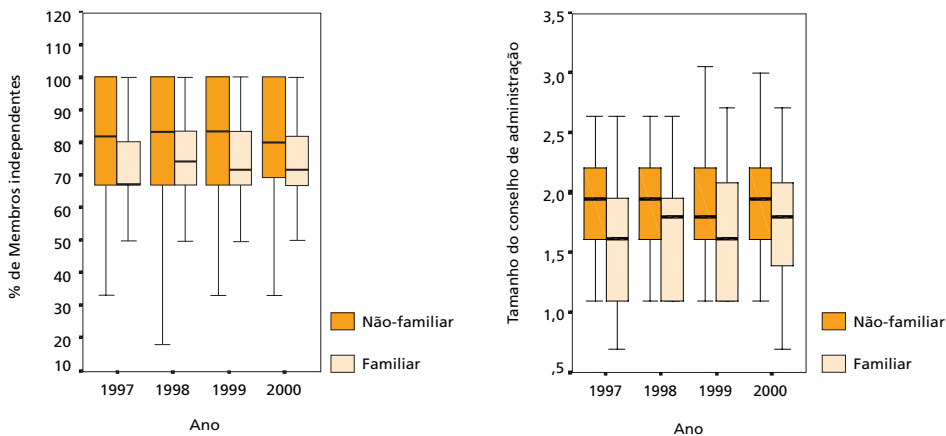 % de Membros independentes
120
110
100
90
80
70
60
50
40
30
20
10
1997 1998 1999 2000
Ano
Não-familiar
Familiar
Tamanho do conselho de administração
3,5
3,0
2,5
2,0
1,5
1,0
,5
1997 1998 1999 2000
Ano
Não-familiar
Familiar